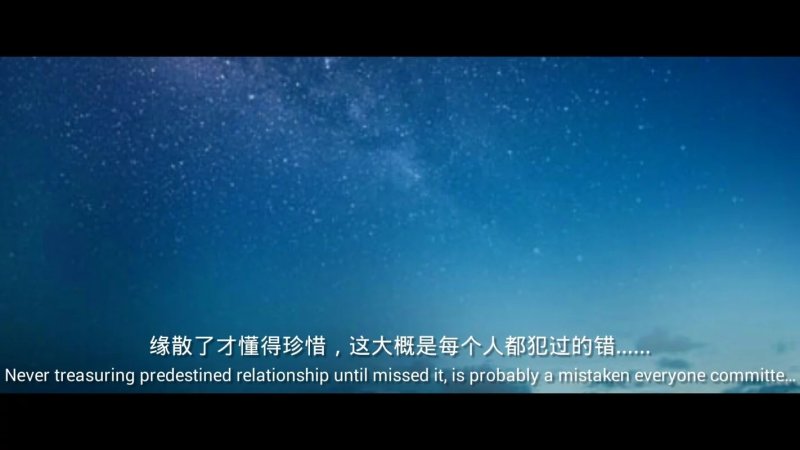 缘散了才懂得珍惜，这大概是每个人都犯过的错......
Never treasuring predestined relationship until missed it, is probably a mistaken everyone committe...